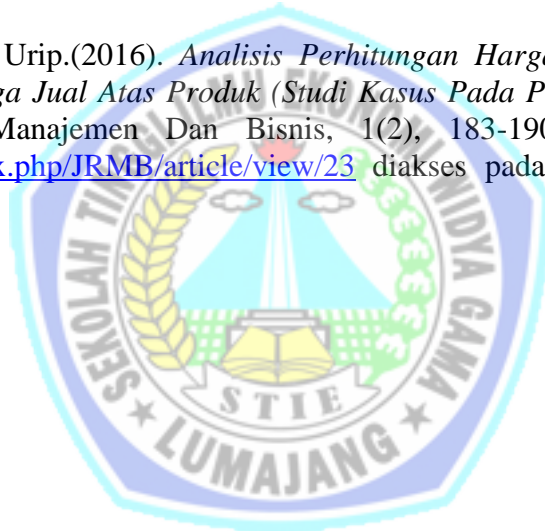 Urip.(2016). Analisis Perhitungan Harga
ga Jual Atas Produk (Studi Kasus Pada P
Manajemen Dan Bisnis, 1(2), 183-190
x.php/JRMB/article/view/23 diakses pada
SEKOLAH TINGGI ILMU EKONOMI WIDYA GAMA
STIE
LUMAJANG